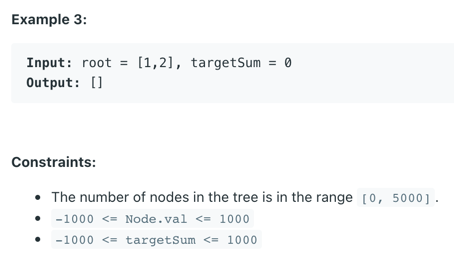 Example 3:
Input: root = [1,2], targetSum = 0
Output: []
Constraints:
• The number of nodes in the tree is in the range [0, 5000].
• -1000 <= Node.val <= 1000
• -1000 <= targetSum <= 1000